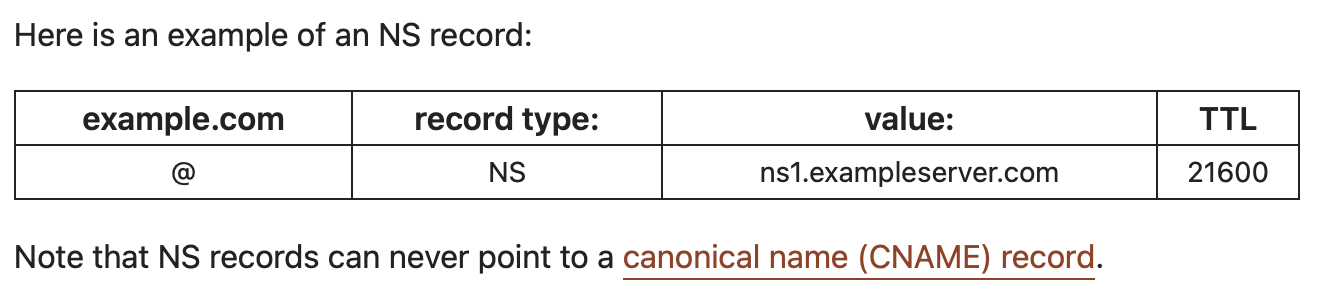 Here is an example of an NS record:
example.com record type: value: TTL
@ NS ns1.exampleserver.com 21600
Note that NS records can never point to a canonical name (CNAME) record.